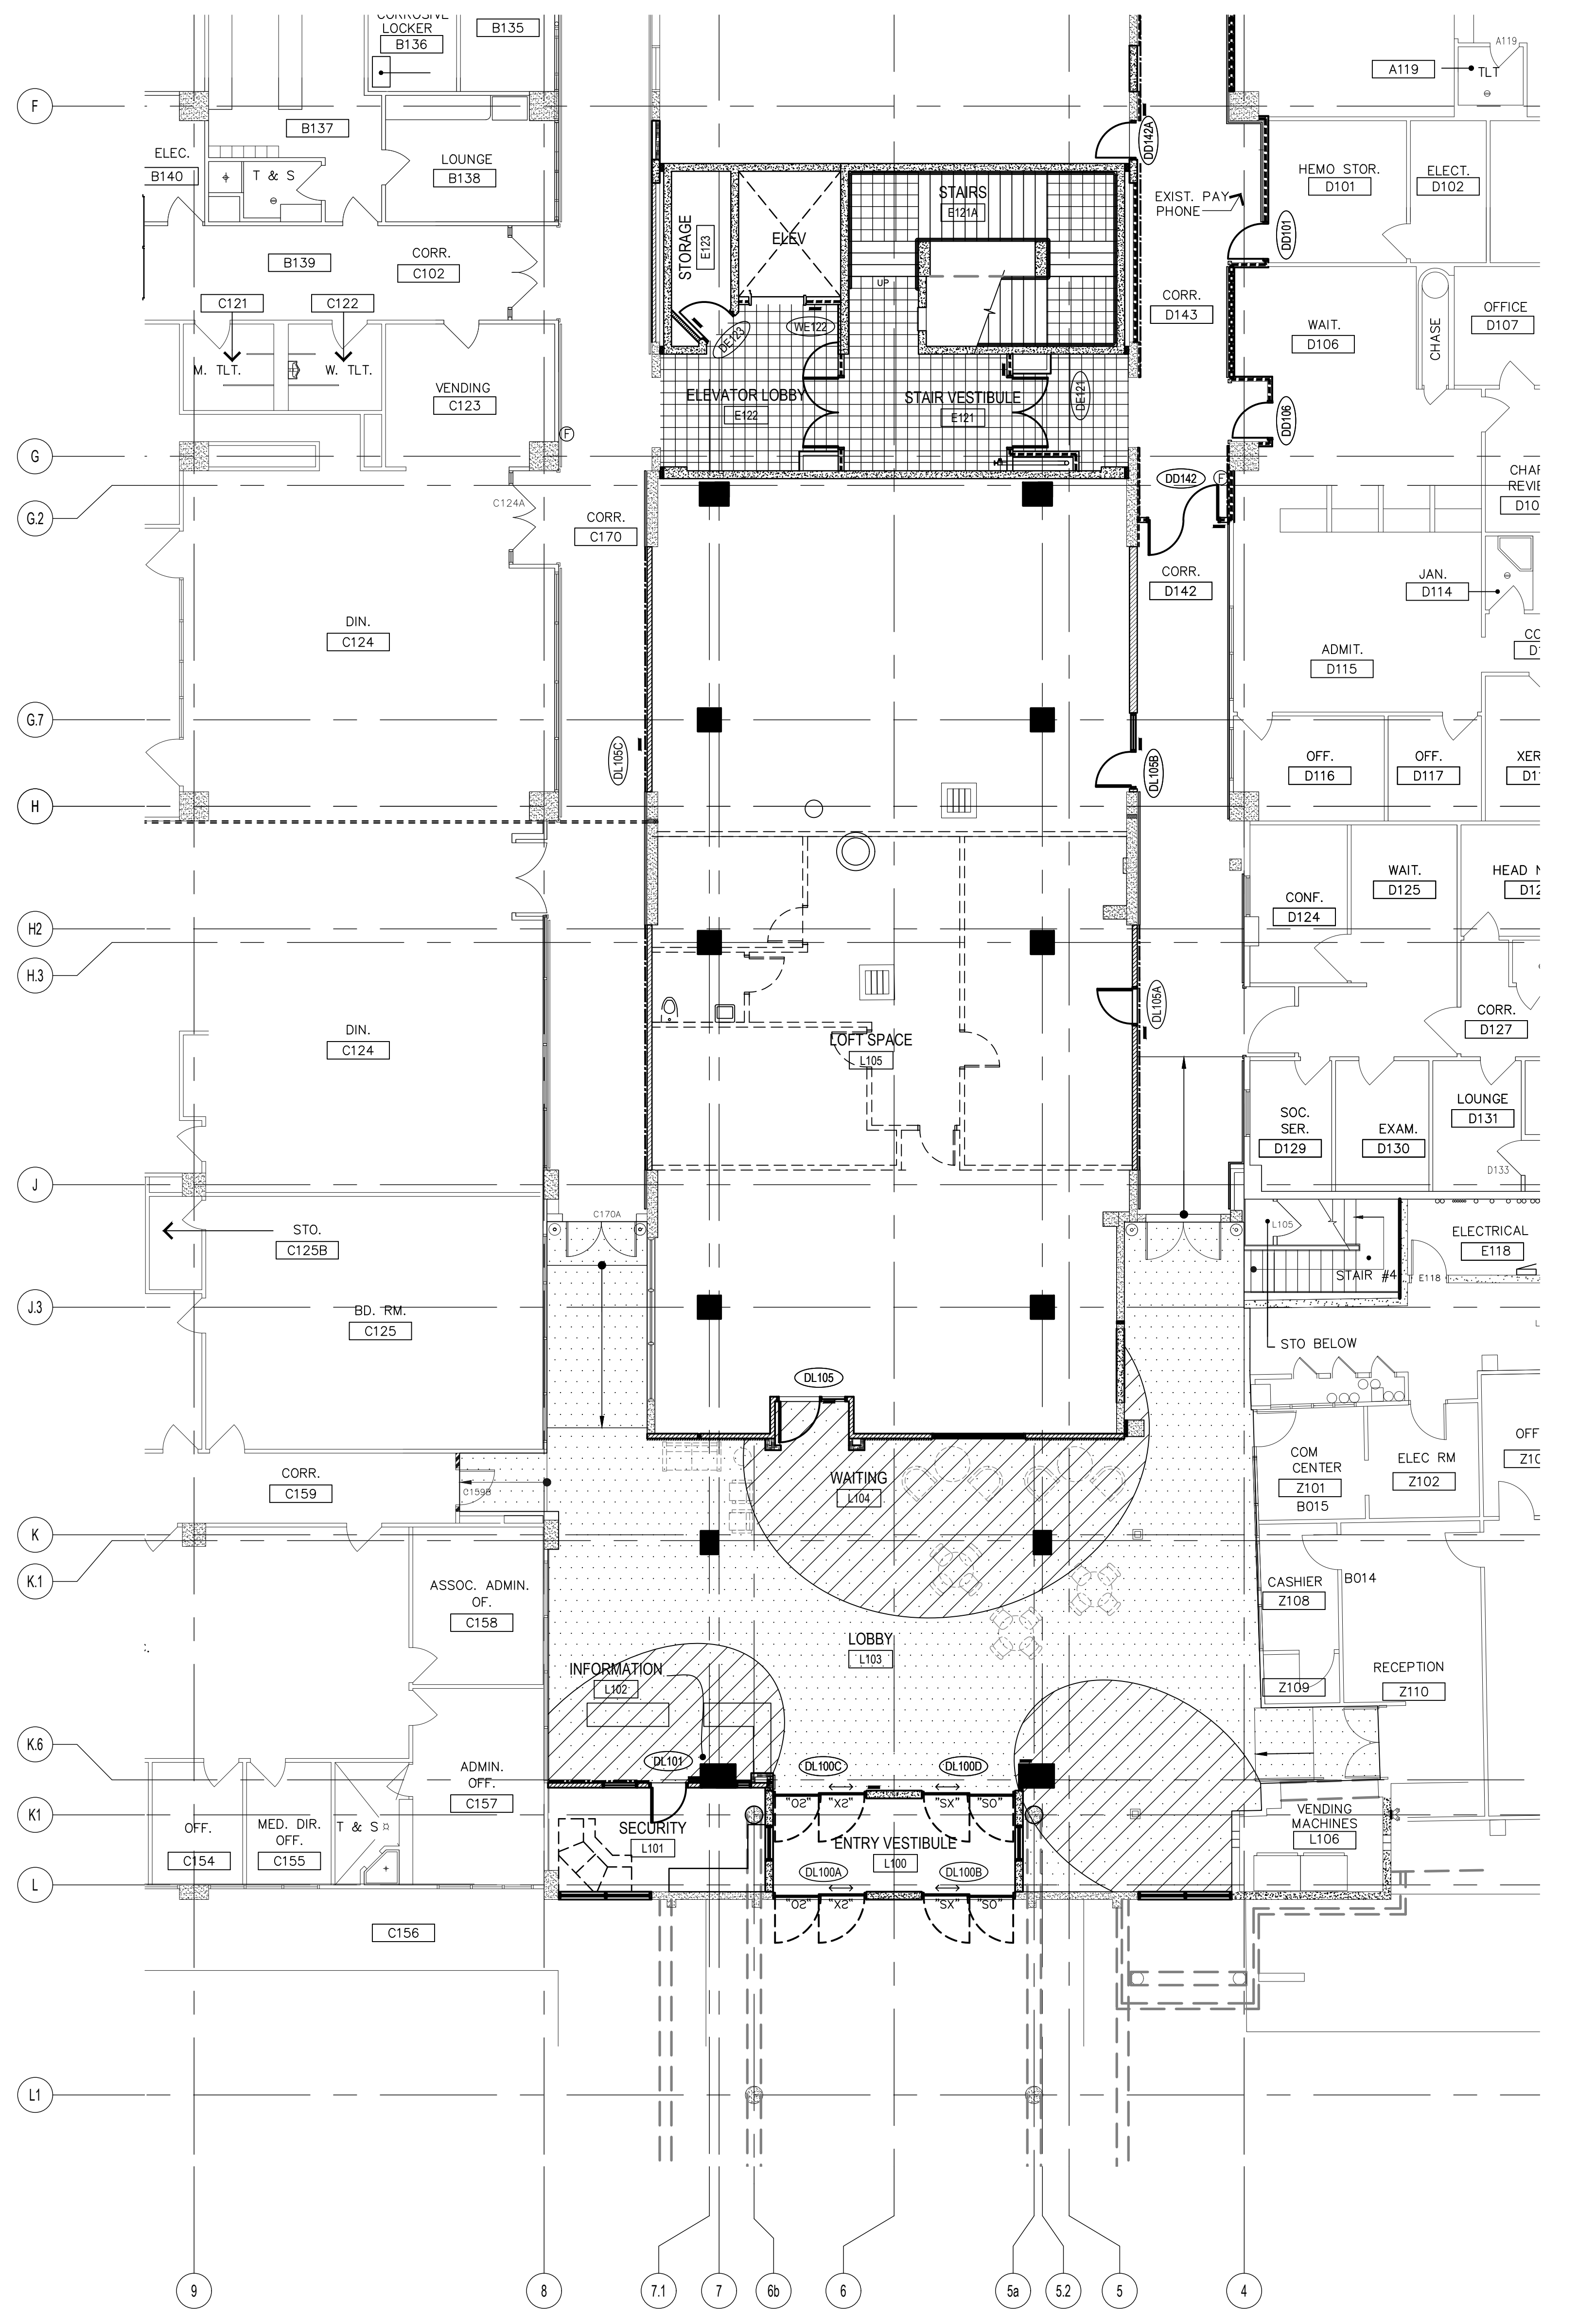 CORROSIVE
LOCKER
B136
B135
A119
A119
TLT
F
B137
ELEC.
B140
T & S
LOUNGE
B138
DD142A
STAIRS
E121A
STORAGE
E123
ELEV
UP
EXIST. PAY
PHONE
HEMO STOR.
D101
ELECT.
D102
DD101
B139
CORR.
C102
C121
C122
M. TLT.
W. TLT.
VENDING
C123
DE123
WE122
CORR.
D143
WAIT.
D106
CHASE
OFFICE
D107
ELEVATOR LOBBY
E122
STAIR VESTIBULE
E121
DE121
DD106
F
G
G.2
C124A
CORR.
C170
DD142
F
CORR.
D142
JAN.
D114
DIN.
C124
ADMIT.
D115
G.7
DL105C
DL105B
OFF.
D116
OFF.
D117
H
WAIT.
D125
CONF.
D124
H2
H.3
DIN.
C124
LOFT SPACE
L105
DL105A
CORR.
D127
SOC.
SER.
D129
EXAM.
D130
LOUNGE
D131
D133
J
C170A
STO.
C125B
L105
ELECTRICAL
E118
STAIR #4
E118
J.3
BD. RM.
C125
STO BELOW
DL105
CORR.
C159
C159B
WAITING
L104
COM
CENTER
Z101
B015
ELEC RM
Z102
K
K.1
ASSOC. ADMIN.
OF.
C158
CASHIER
Z108
B014
LOBBY
L103
INFORMATION
L102
RECEPTION
Z110
Z109
K.6
DL101
DL100C
DL100D
ADMIN.
OFF.
C157
K1
"SO"
"SX"
"SX"
"SO"
OFF.
C154
MED. DIR.
OFF.
C155
T & S
SECURITY
L101
ENTRY VESTIBULE
L100
VENDING
MACHINES
L106
DL100A
DL100B
L
"SO"
"SX"
"SX"
"SO"
C156
L1
9
8
7.1
7
6b
6
5a
5.2
5
4